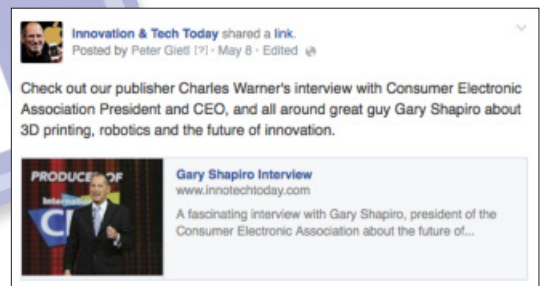 Innovation & Tech Today shared a link.
Posted by Peter Gietl [?] · May 8 · Edited
Check out our publisher Charles Warner's interview with Consumer Electronic
Association President and CEO, and all around great guy Gary Shapiro about
3D printing, robotics and the future of innovation.
PRODUCE OF
Internat
CE
Gary Shapiro Interview
www.innotechtoday.com
A fascinating interview with Gary Shapiro, president of the
Consumer Electronic Association about the future of...